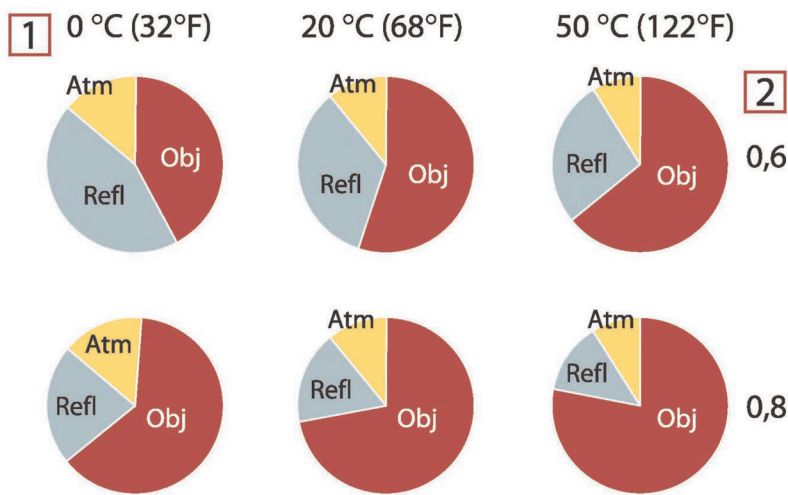 1 0 °C (32°F) 20 °C (68°F) 50 °C (122°F)
2
Atm Obj Refl
Atm Obj Refl
Atm Obj Refl
0,6
Atm Refl Obj
Atm Refl Obj
Atm Refl Obj
0,8